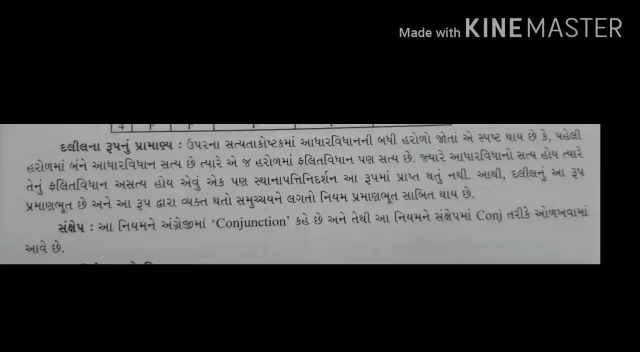 Made with KINEMASTER
4 F F
દલીલના રૂપનું પ્રામાણ્ય : ઉપરના સત્યતાકોષ્ટકમાં આધારવિધાનની બધી હરોળો જોતાં એ સ્પષ્ટ થાય છે કે, પહેલી
હરોળમાં બંને આધારવિધાન સત્ય છે ત્યારે એ જ હરોળમાં ફલિતવિધાન પણ સત્ય છે. જ્યારે આધારવિધાનો સત્ય હોય ત્યારે
તેનું ફલિતવિધાન અસત્ય હોય એવું એક પણ સ્થાનાપત્તિનિદર્શન આ રૂપમાં પ્રાપ્ત થતું નથી. આથી, દલીલનું આ રૂપ
પ્રમાણભૂત છે અને આ રૂપ દ્વારા વ્યક્ત થતો સમુચ્ચયને લગતો નિયમ પ્રમાણભૂત સાબિત થાય છે.
સંક્ષેપ : આ નિયમને અંગ્રેજીમાં ‘Conjunction’ કહે છે અને તેથી આ નિયમને સંક્ષેપમાં Conj તરીકે ઓળખવામાં
આવે છે.